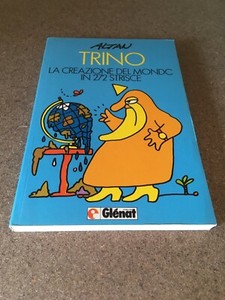 ALTAN
TRINO
LA CREAZIONE DEL MONDO
IN 272 STRISCE
Glénat